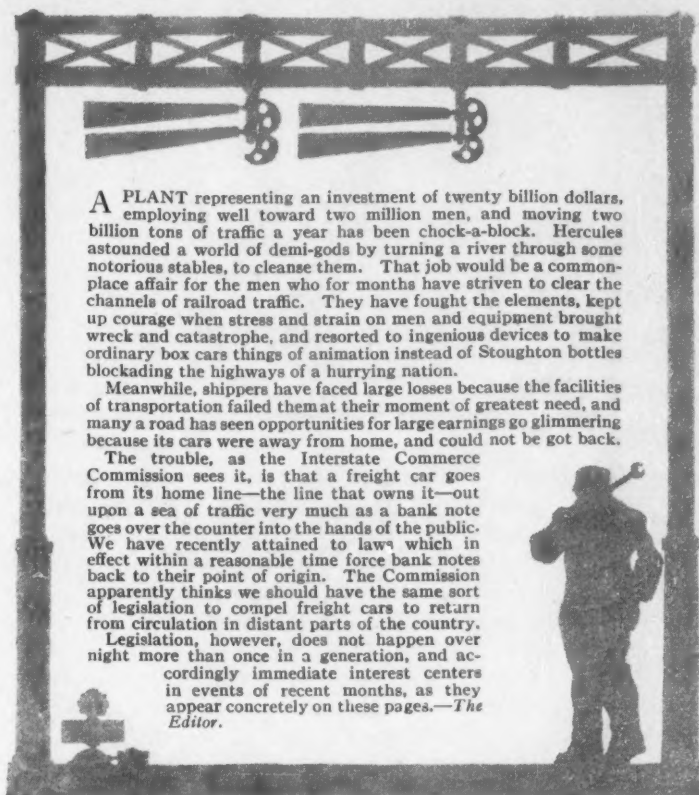 A PLANT representing an investment of twenty billion dollars,
employing well toward two million men, and moving two
billion tons of traffic a year has been chock-a-block. Hercules
astounded a world of demi-gods by turning a river through some
notorious stables, to cleanse them. That job would be a common-
place affair for the men who for months have striven to clear the
channels of railroad traffic. They have fought the elements, kept
up courage when stress and strain on men and equipment brought
wreck and catastrophe, and resorted to ingenious devices to make
ordinary box cars things of animation instead of Stoughton bottles
blockading the highways of a hurrying nation.
Meanwhile, shippers have faced large losses because the facilities
of transportation failed them at their moment of greatest need, and
many a road has seen opportunities for large earnings go glimmering
because its cars were away from home, and could not be got back.
The trouble, as the Interstate Commerce
Commission sees it, is that a freight car goes
from its home line—the line that owns it—out
upon a sea of traffic very much as a bank note
goes over the counter into the hands of the public.
We have recently attained to laws which in
effect within a reasonable time force bank notes
back to their point of origin. The Commission
apparently thinks we should have the same sort
of legislation to compel freight cars to return
from circulation in distant parts of the country.
Legislation, however, does not happen over
night more than once in a generation, and ac-
cordingly immediate interest centers
in events of recent months, as they
appear concretely on these pages.—The
Editor.